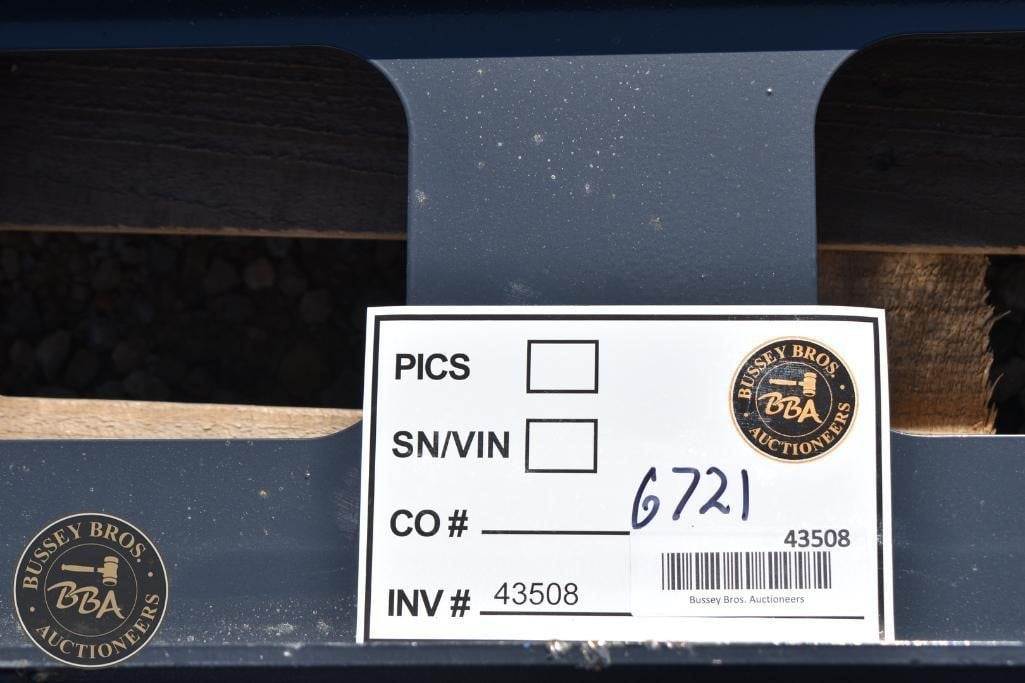 PICS
BUSSEY BROS.
BBA
AUCTIONEERS
SN/VIN
6721
CO #
43508
INV # 43508
Bussey Bros. Auctioneers
BUSSEY BROS.
BBA
AUCTIONEERS